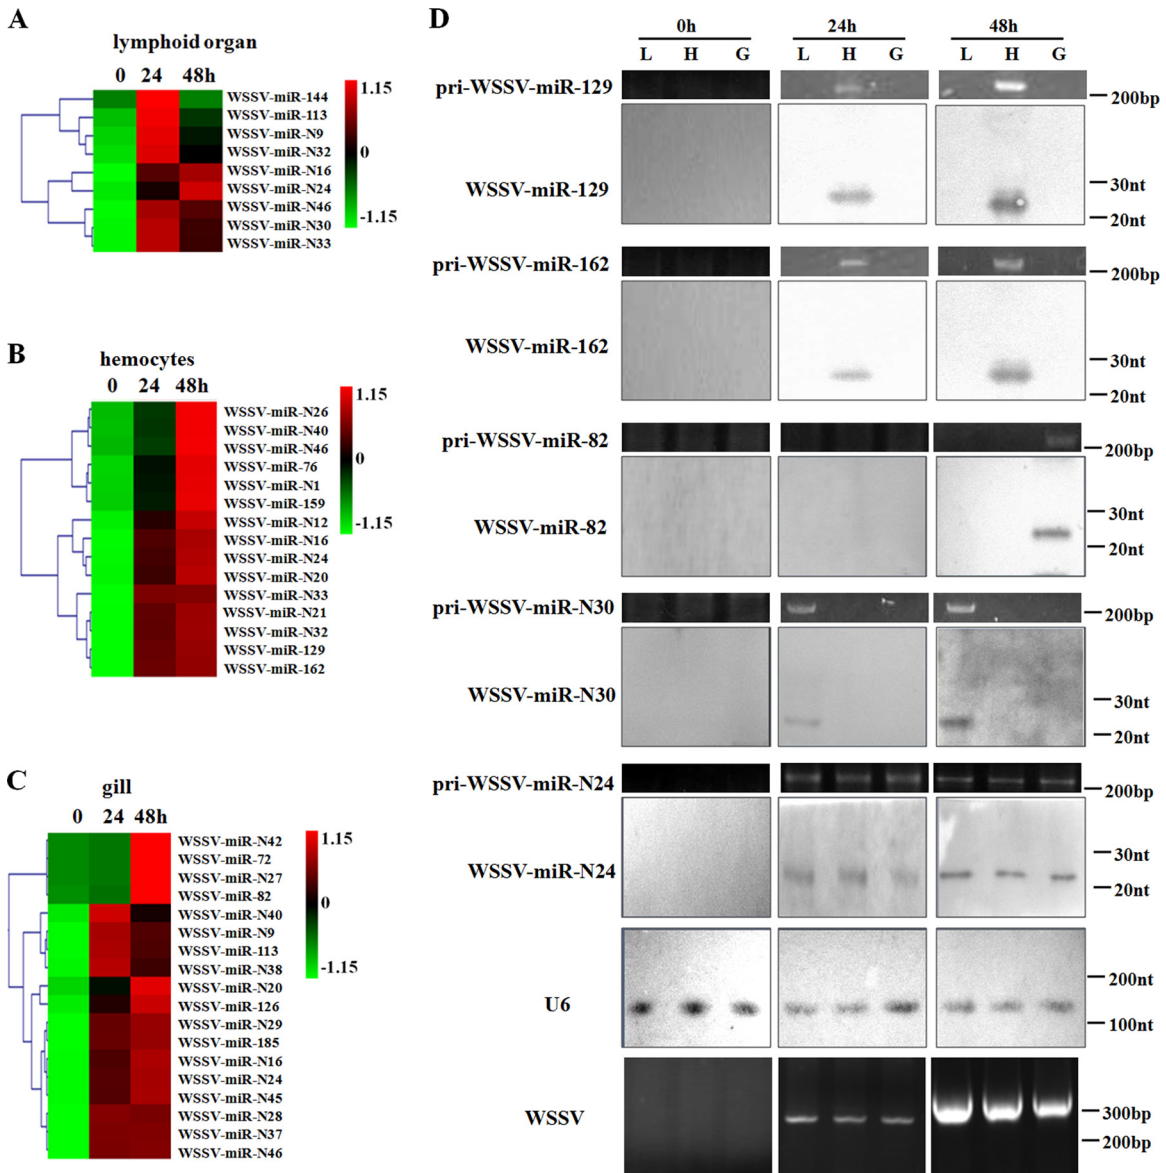 A
lymphoid organ
0 24 48h
WSSV-miR-144
WSSV-miR-113
WSSV-miR-N9
WSSV-miR-N32
WSSV-miR-N16
WSSV-miR-N24
WSSV-miR-N46
WSSV-miR-N30
WSSV-miR-N33
1.15
0
-1.15
B
hemocytes
0 24 48h
WSSV-miR-N26
WSSV-miR-N40
WSSV-miR-N46
WSSV-miR-76
WSSV-miR-N1
WSSV-miR-159
WSSV-miR-N12
WSSV-miR-N16
WSSV-miR-N24
WSSV-miR-N20
WSSV-miR-N33
WSSV-miR-N21
WSSV-miR-N32
WSSV-miR-129
WSSV-miR-162
1.15
0
-1.15
C
gill
0 24 48h
WSSV-miR-N42
WSSV-miR-72
WSSV-miR-N27
WSSV-miR-82
WSSV-miR-N40
WSSV-miR-N9
WSSV-miR-113
WSSV-miR-N38
WSSV-miR-N20
WSSV-miR-126
WSSV-miR-N29
WSSV-miR-185
WSSV-miR-N16
WSSV-miR-N24
WSSV-miR-N45
WSSV-miR-N28
WSSV-miR-N37
WSSV-miR-N46
1.15
0
-1.15
D
0h 24h 48h
L H G L H G L H G
pri-WSSV-miR-129
200bp
WSSV-miR-129
30nt
20nt
pri-WSSV-miR-162
200bp
WSSV-miR-162
30nt
20nt
pri-WSSV-miR-82
200bp
WSSV-miR-82
30nt
20nt
pri-WSSV-miR-N30
200bp
WSSV-miR-N30
30nt
20nt
pri-WSSV-miR-N24
200bp
WSSV-miR-N24
30nt
20nt
U6
200nt
100nt
WSSV
300bp
200bp